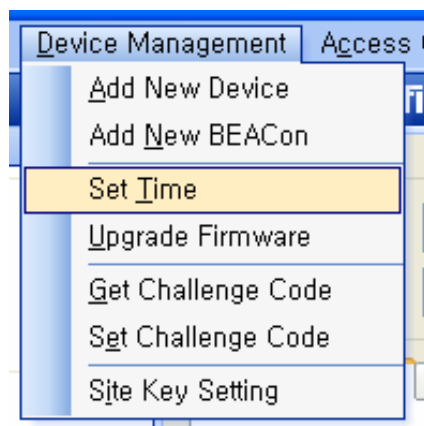 Device Management Access
Add New Device
Add New BEACon
Set Time
Upgrade Firmware
Get Challenge Code
Set Challenge Code
Site Key Setting